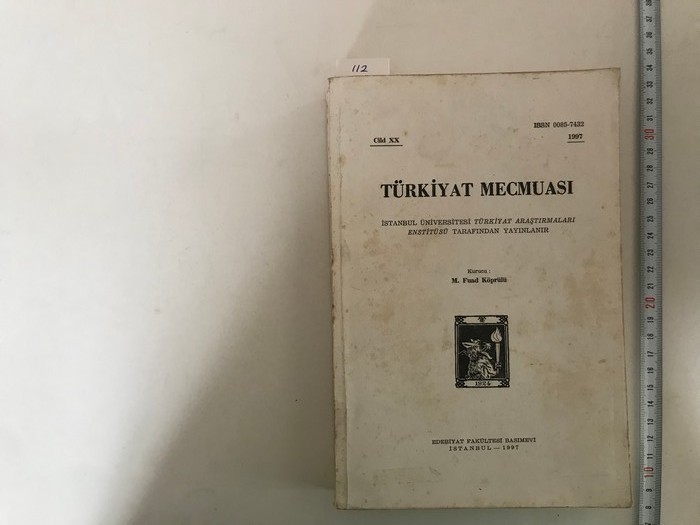 112
ISSN 0085-7432
Cild XX
1997
TÜRKİYAT MECMUASI
İSTANBUL ÜNİVERSİTESİ TÜRKİYAT ARAŞTIRMALARI
ENSTİTÜSÜ TARAFINDAN YAYINLANIR
Kurucu :
M. Fuad Köprülü
1924
EDEBİYAT FAKÜLTESİ BASIMEVİ
İSTANBUL — 1997